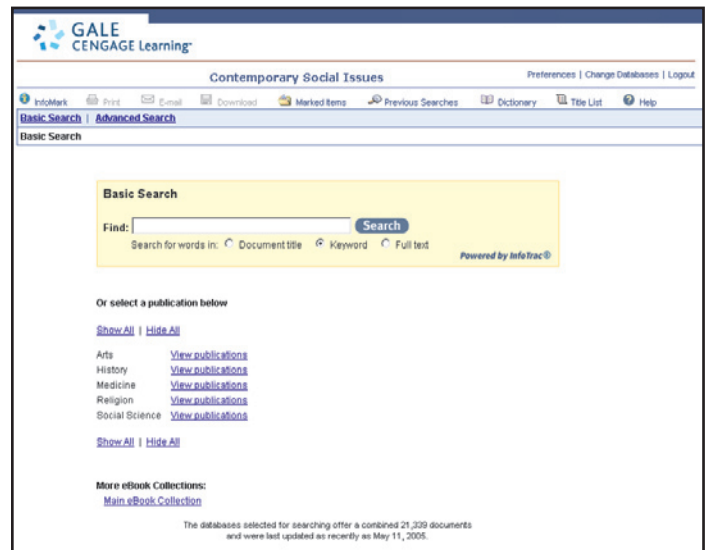 GALE
CENGAGE Learning™
Contemporary Social Issues
Preferences | Change Databases | Logout
InfoMark Print E-mail Download Marked Items Previous Searches Dictionary Title List Help
Basic Search | Advanced Search
Basic Search
Basic Search
Find: Search
Search for words in: Document title Keyword Full text
Powered by InfoTrac®
Or select a publication below
Show All | Hide All
Arts View publications
History View publications
Medicine View publications
Religion View publications
Social Science View publications
Show All | Hide All
More eBook Collections:
Main eBook Collection
The databases selected for searching offer a combined 21,339 documents
and were last updated as recently as May 11, 2005.